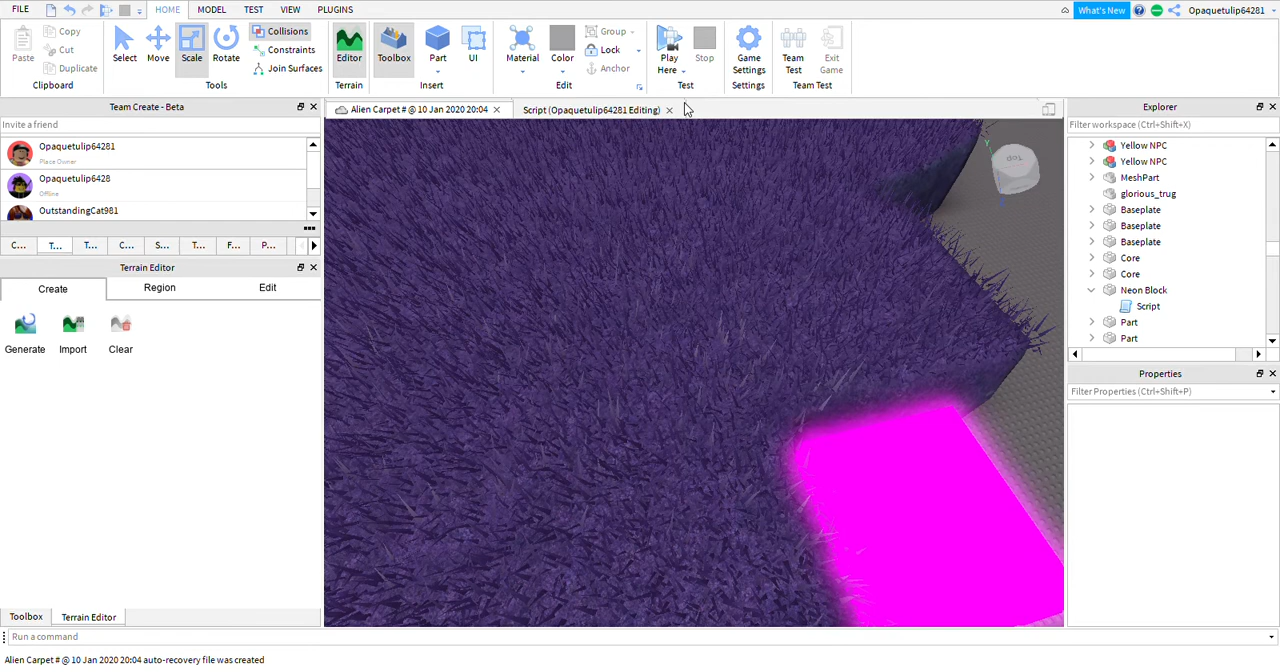 FILE HOME MODEL TEST VIEW PLUGINS What's New Opaquetulip64281
Paste Copy Cut Duplicate Select Move Scale Rotate Collisions Constraints Join Surfaces Editor Toolbox Part UI Material Color Group Lock Anchor Play Here Stop Game Settings Team Test Exit Game
Clipboard Tools Terrain Insert Edit Test Settings Team Test
Team Create - Beta
Invite a friend
Opaquetulip64281
Place Owner
Opaquetulip6428
Offline
OutstandingCat981
C... T... T... C... S... T... F... P...
Terrain Editor
Create Region Edit
Generate Import Clear
Toolbox Terrain Editor
Alien Carpet # @ 10 Jan 2020 20:04 Script (Opaquetulip64281 Editing)
Y
Top
Z
Explorer
Filter workspace (Ctrl+Shift+X)
Yellow NPC
Yellow NPC
MeshPart
glorious_trug
Baseplate
Baseplate
Baseplate
Core
Core
Neon Block
Script
Part
Part
Properties
Filter Properties (Ctrl+Shift+P)
Run a command
Alien Carpet # @ 10 Jan 2020 20:04 auto-recovery file was created